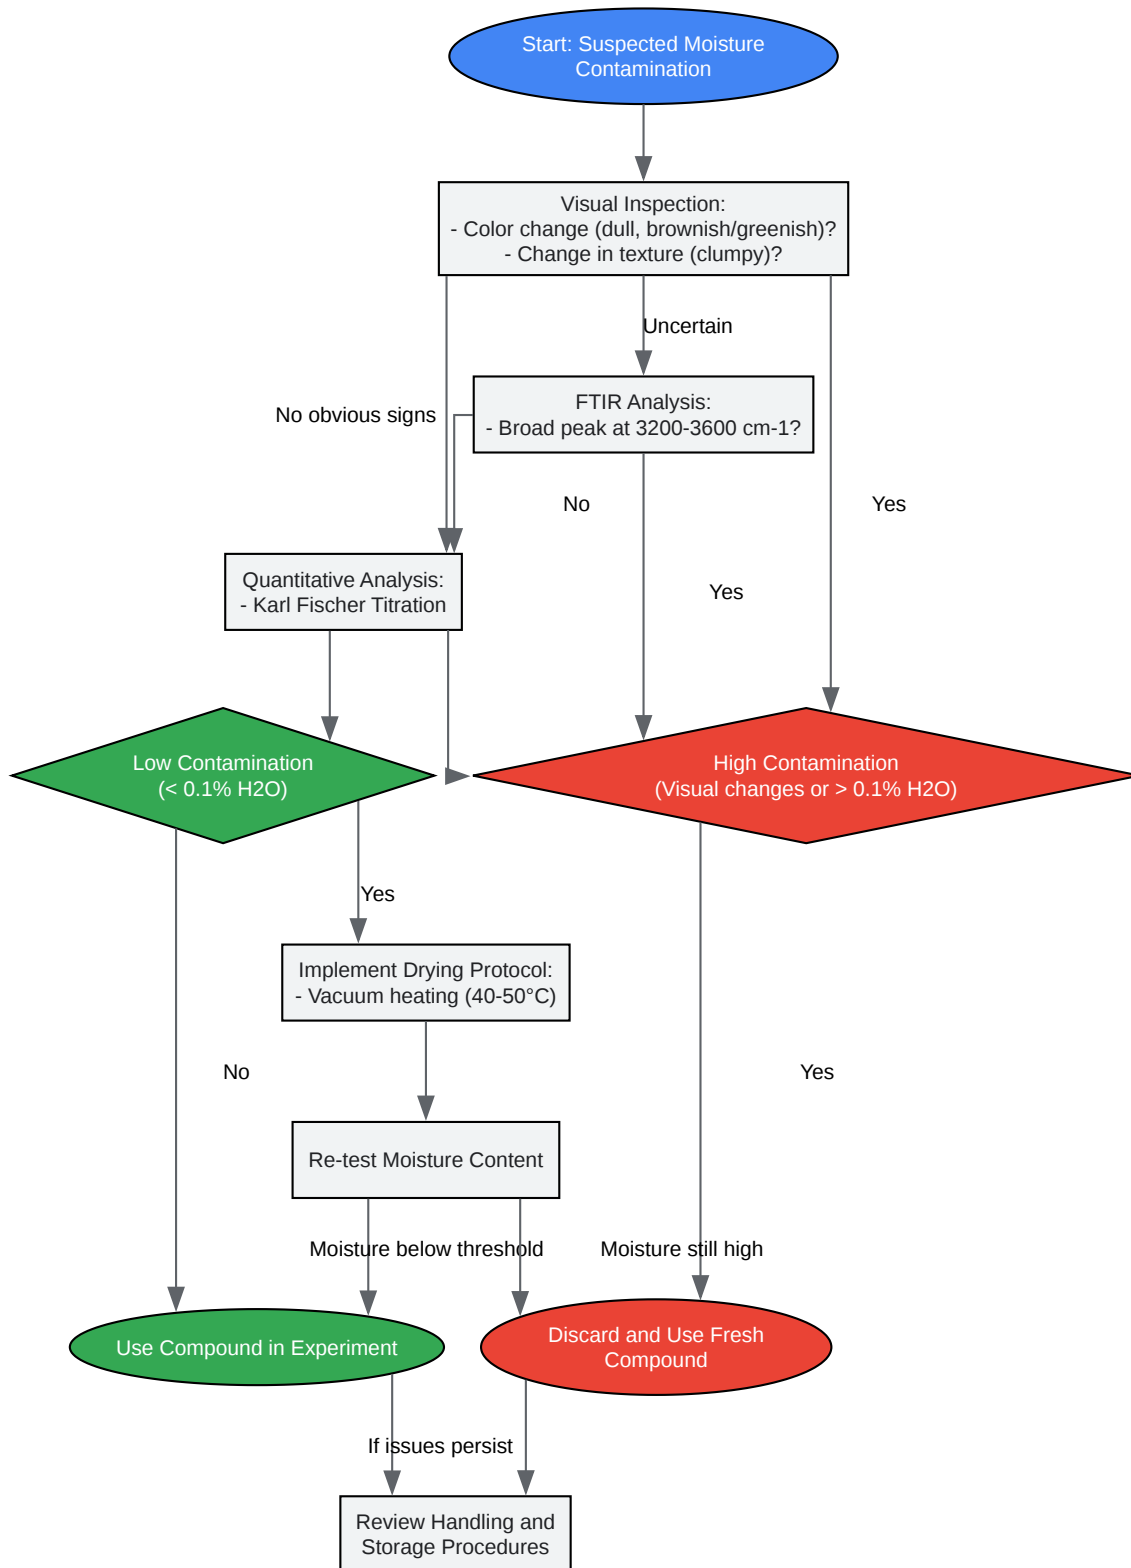 Start: Suspected Moisture
Contamination
Visual Inspection:
- Color change (dull, brownish/greenish)?
- Change in texture (clumpy)?
Uncertain
FTIR Analysis:
- Broad peak at 3200-3600 cm-1?
No obvious signs
No
Yes
Quantitative Analysis:
- Karl Fischer Titration
Yes
Low Contamination
(< 0.1% H2O)
High Contamination
(Visual changes or > 0.1% H2O)
Yes
Implement Drying Protocol:
- Vacuum heating (40-50°C)
No
Yes
Re-test Moisture Content
Moisture below threshold
Moisture still high
Use Compound in Experiment
Discard and Use Fresh
Compound
If issues persist
Review Handling and
Storage Procedures